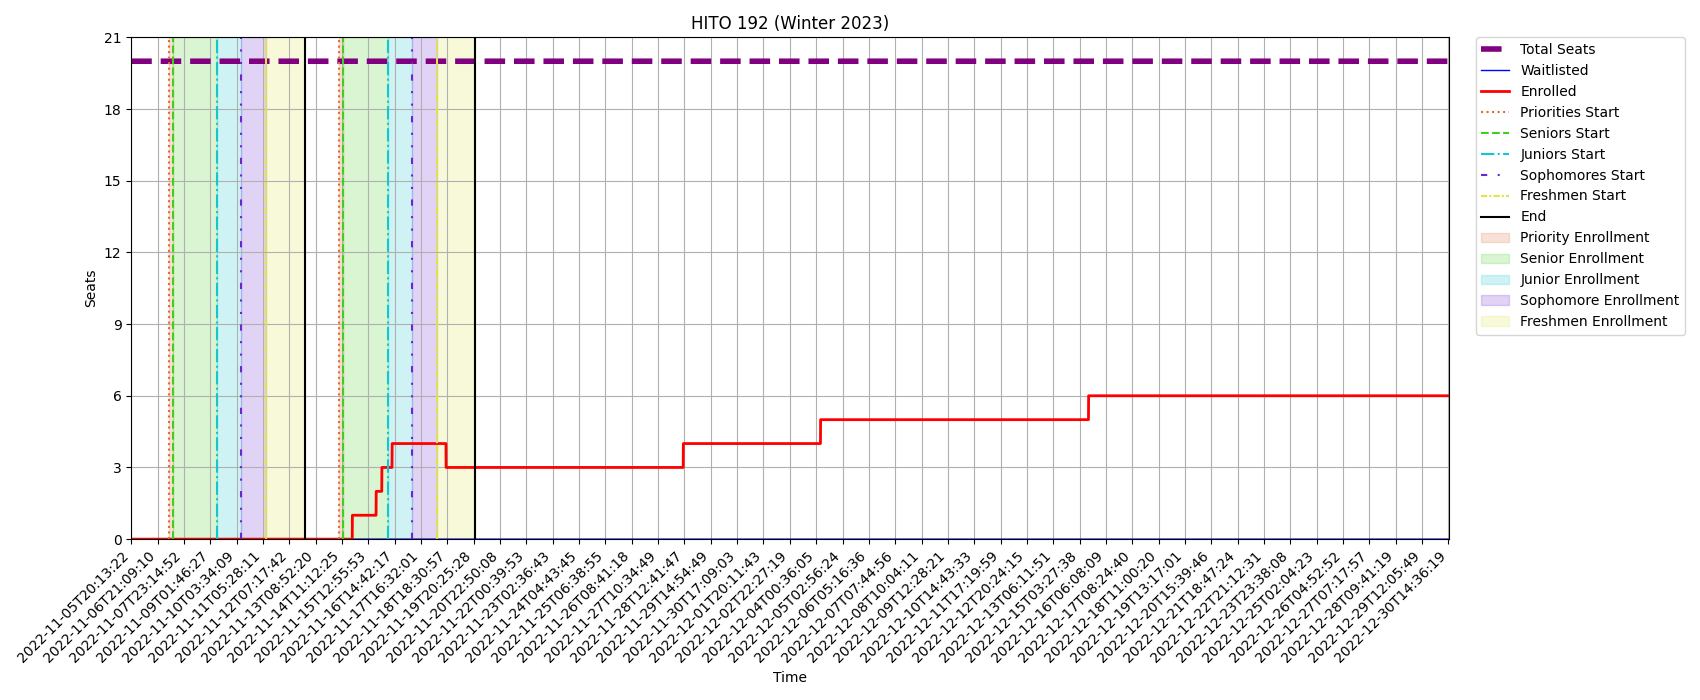 HITO 192 (Winter 2023)
21
18
15
12
9
6
3
0
Seats
2022-11-05T20:13:22
2022-11-06T21:09:10
2022-11-07T23:14:52
2022-11-09T01:46:27
2022-11-10T03:34:09
2022-11-11T05:28:11
2022-11-12T07:17:42
2022-11-13T08:52:20
2022-11-14T11:12:25
2022-11-15T12:55:53
2022-11-16T14:42:17
2022-11-17T16:32:01
2022-11-18T18:30:57
2022-11-19T20:25:28
2022-11-20T22:50:08
2022-11-22T00:39:53
2022-11-23T02:36:43
2022-11-24T04:43:45
2022-11-25T06:38:55
2022-11-26T08:41:18
2022-11-27T10:34:49
2022-11-28T12:41:47
2022-11-29T14:54:49
2022-11-30T17:09:03
2022-12-01T20:11:43
2022-12-02T22:27:19
2022-12-04T00:36:05
2022-12-05T02:56:24
2022-12-06T05:16:36
2022-12-07T07:44:56
2022-12-08T10:04:11
2022-12-09T12:28:21
2022-12-10T14:43:33
2022-12-11T17:19:59
2022-12-12T20:24:15
2022-12-13T06:11:51
2022-12-15T03:27:38
2022-12-16T06:08:09
2022-12-17T08:24:40
2022-12-18T11:00:20
2022-12-19T13:17:01
2022-12-20T15:39:46
2022-12-21T18:47:24
2022-12-22T21:12:31
2022-12-23T23:38:08
2022-12-25T02:04:23
2022-12-26T04:52:52
2022-12-27T07:17:57
2022-12-28T09:41:19
2022-12-29T12:05:49
2022-12-30T14:36:19
Time
Total Seats
Waitlisted
Enrolled
Priorities Start
Seniors Start
Juniors Start
Sophomores Start
Freshmen Start
End
Priority Enrollment
Senior Enrollment
Junior Enrollment
Sophomore Enrollment
Freshmen Enrollment